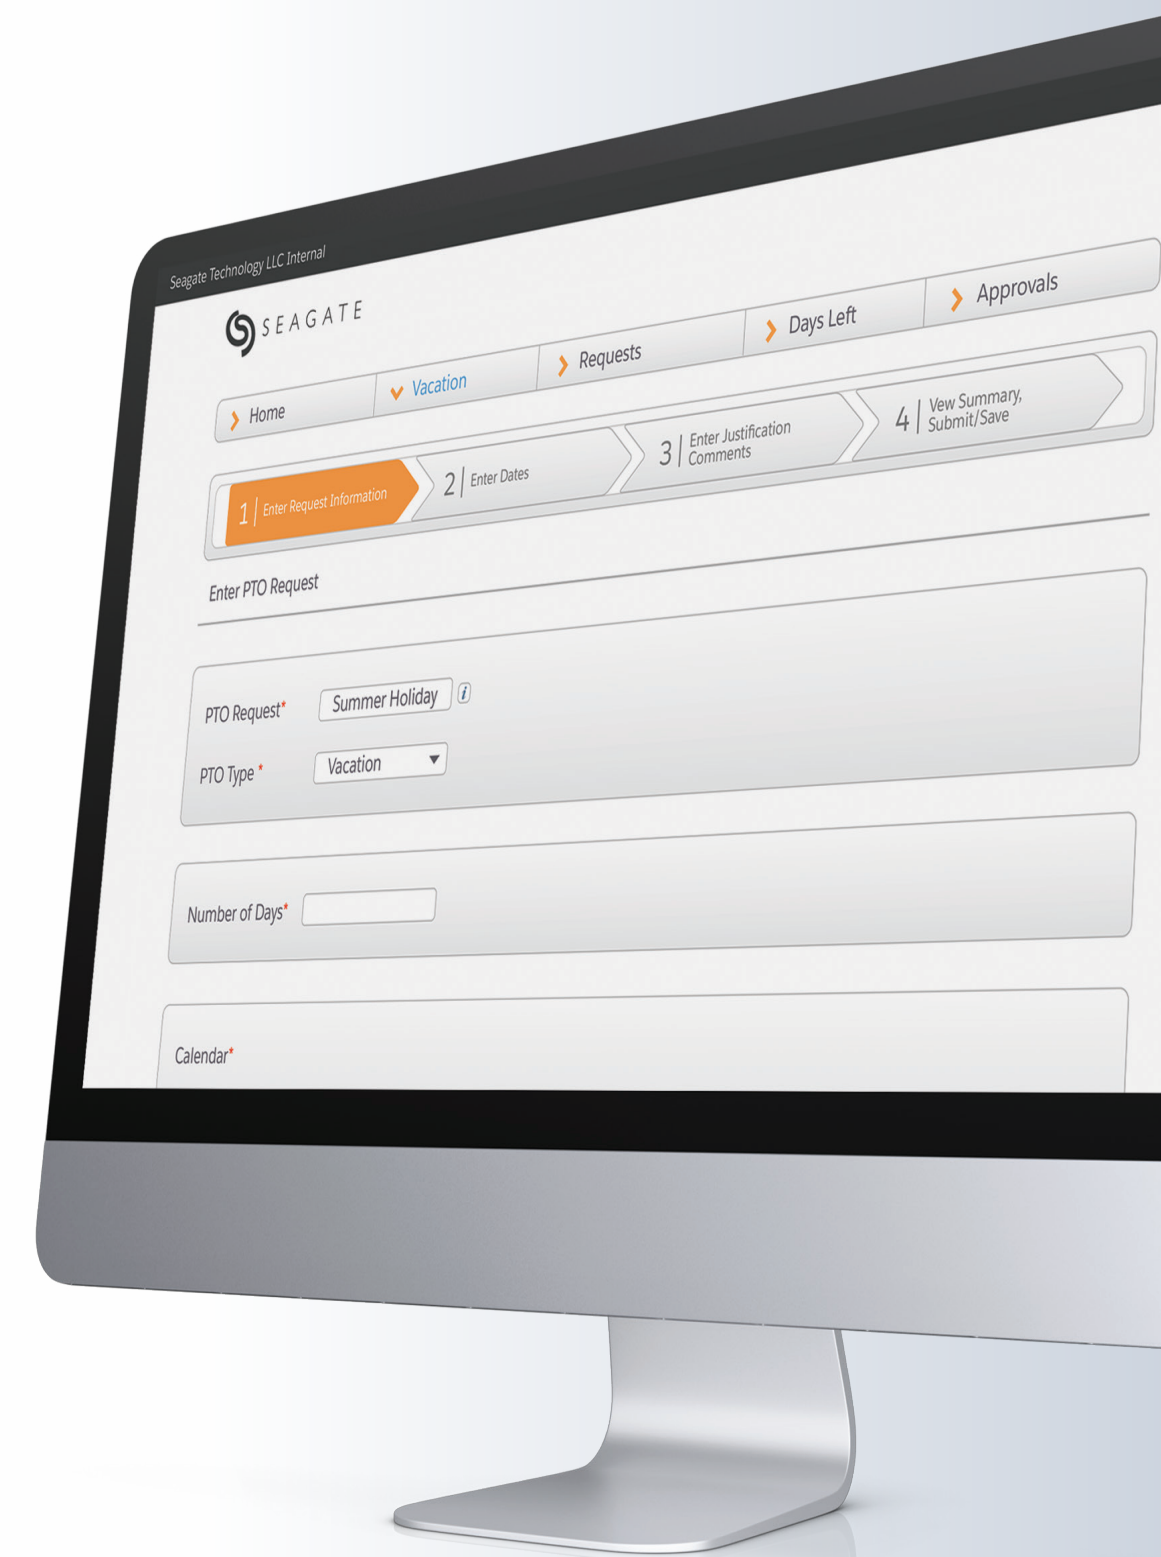 Seagate Technology LLC Internal
SEAGATE
Home
Vacation
Requests
Days Left
Approvals
1 | Enter Request Information
2 | Enter Dates
3 | Enter Justification
Comments
4 | Vew Summary,
Submit/Save
Enter PTO Request
PTO Request* Summer Holiday i
PTO Type * Vacation
Number of Days*
Calendar*